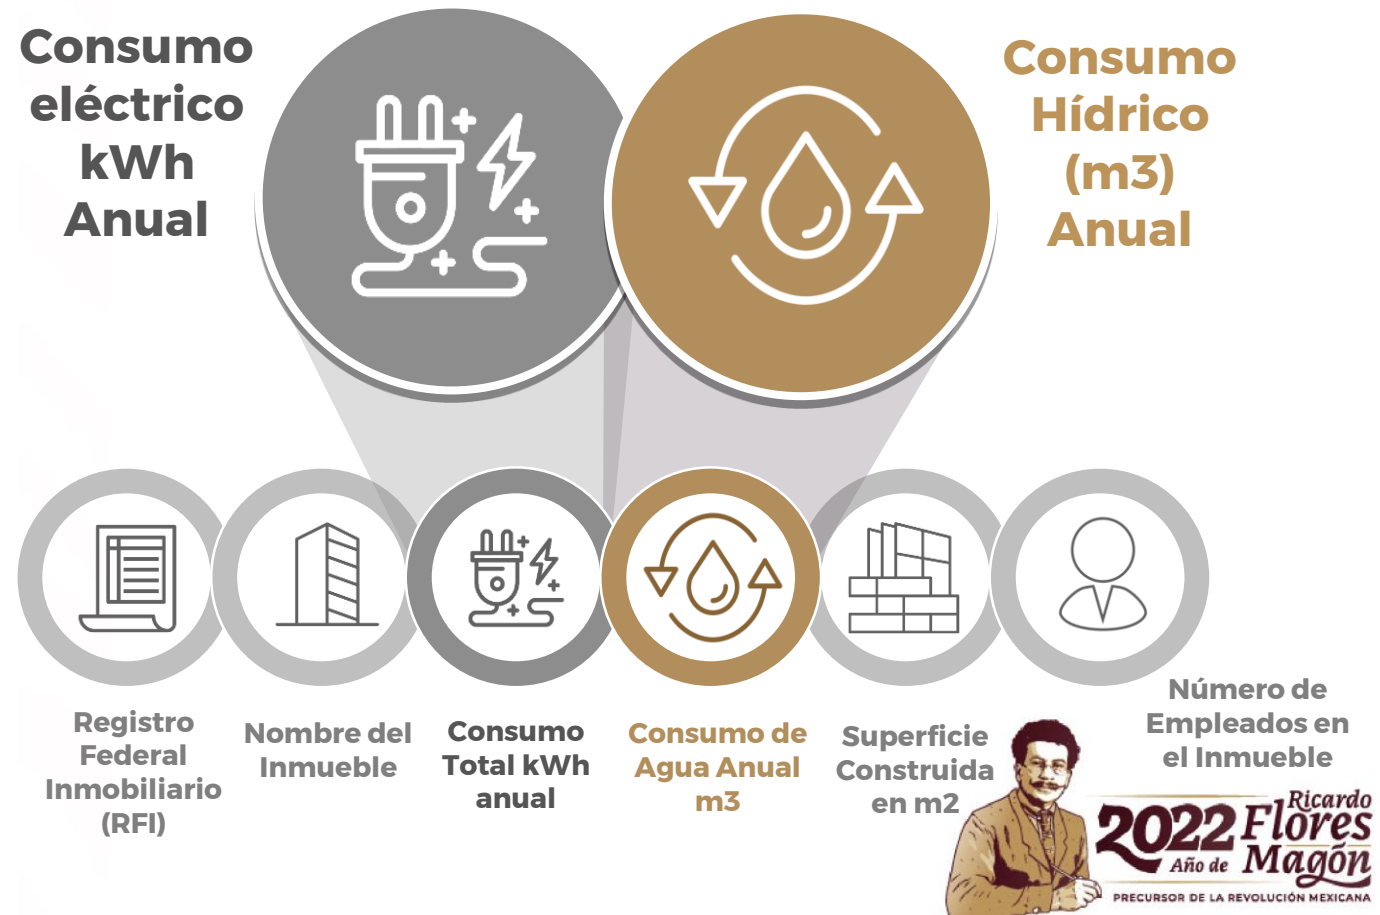 Consumo
eléctrico
kWh
Anual
Consumo
Hídrico
(m3)
Anual
Registro
Federal
Inmobiliario
(RFI)
Nombre del
Inmueble
Consumo
Total kWh
anual
Consumo de
Agua Anual
m3
Superficie
Construida
en m2
Número de
Empleados en
el Inmueble
2022
Año de
Ricardo
Flores
Magón
PRECURSOR DE LA REVOLUCIÓN MEXICANA